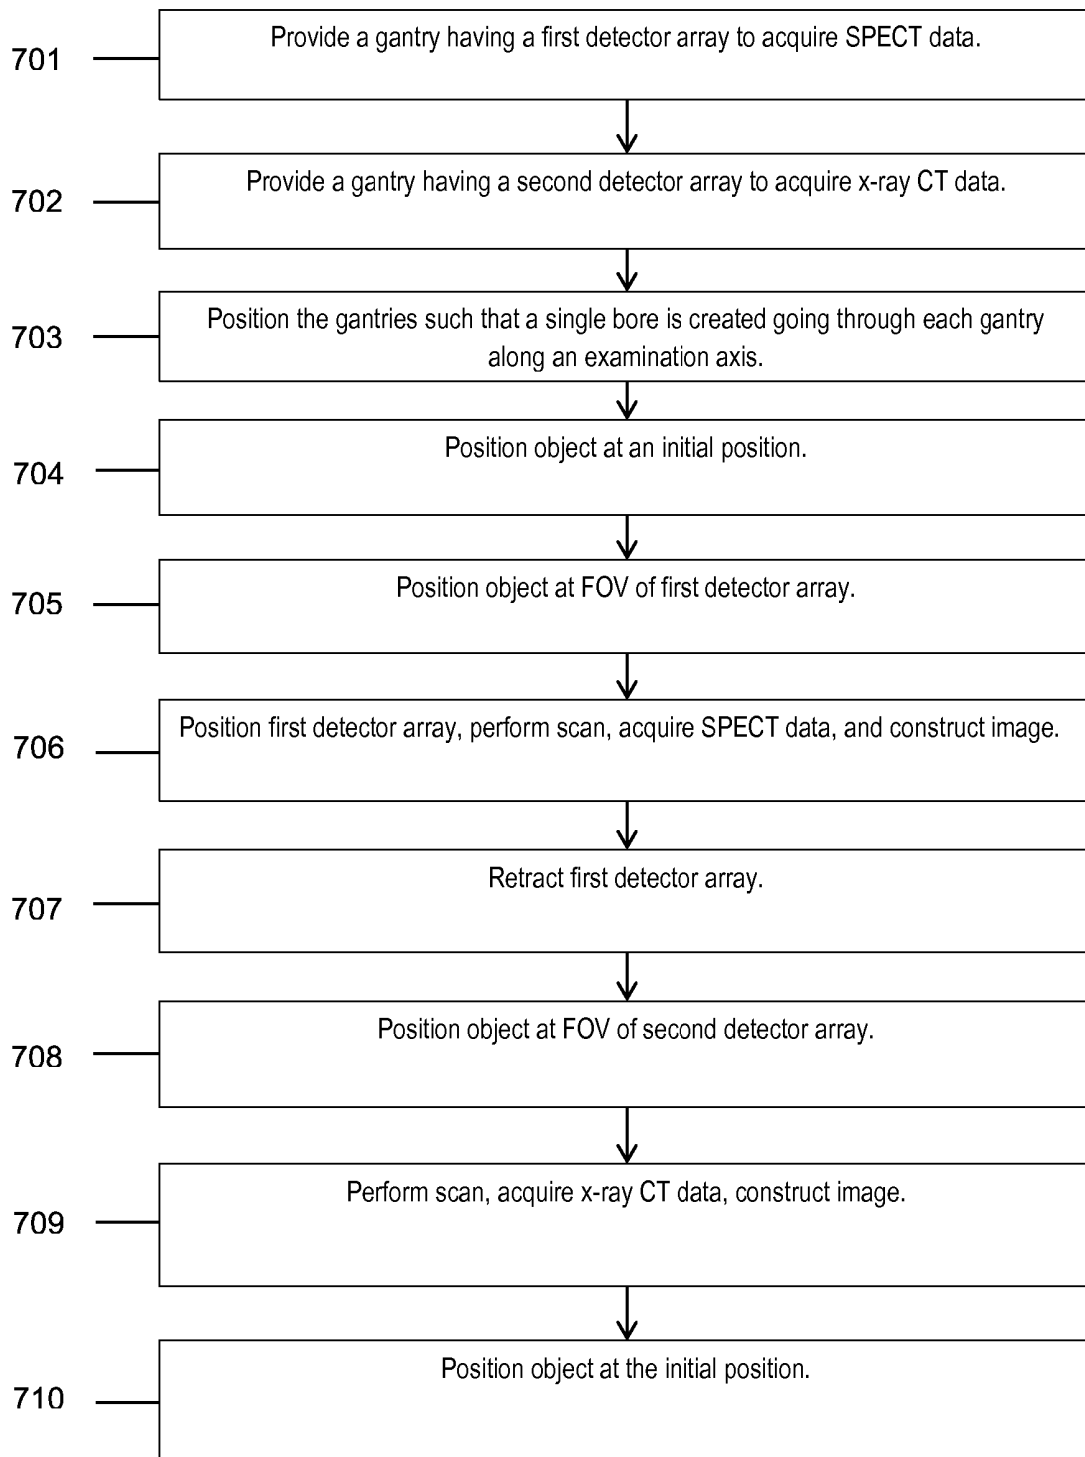 701
Provide a gantry having a first detector array to acquire SPECT data.
702
Provide a gantry having a second detector array to acquire x-ray CT data.
703
Position the gantries such that a single bore is created going through each gantry
along an examination axis.
704
Position object at an initial position.
705
Position object at FOV of first detector array.
706
Position first detector array, perform scan, acquire SPECT data, and construct image.
707
Retract first detector array.
708
Position object at FOV of second detector array.
709
Perform scan, acquire x-ray CT data, construct image.
710
Position object at the initial position.